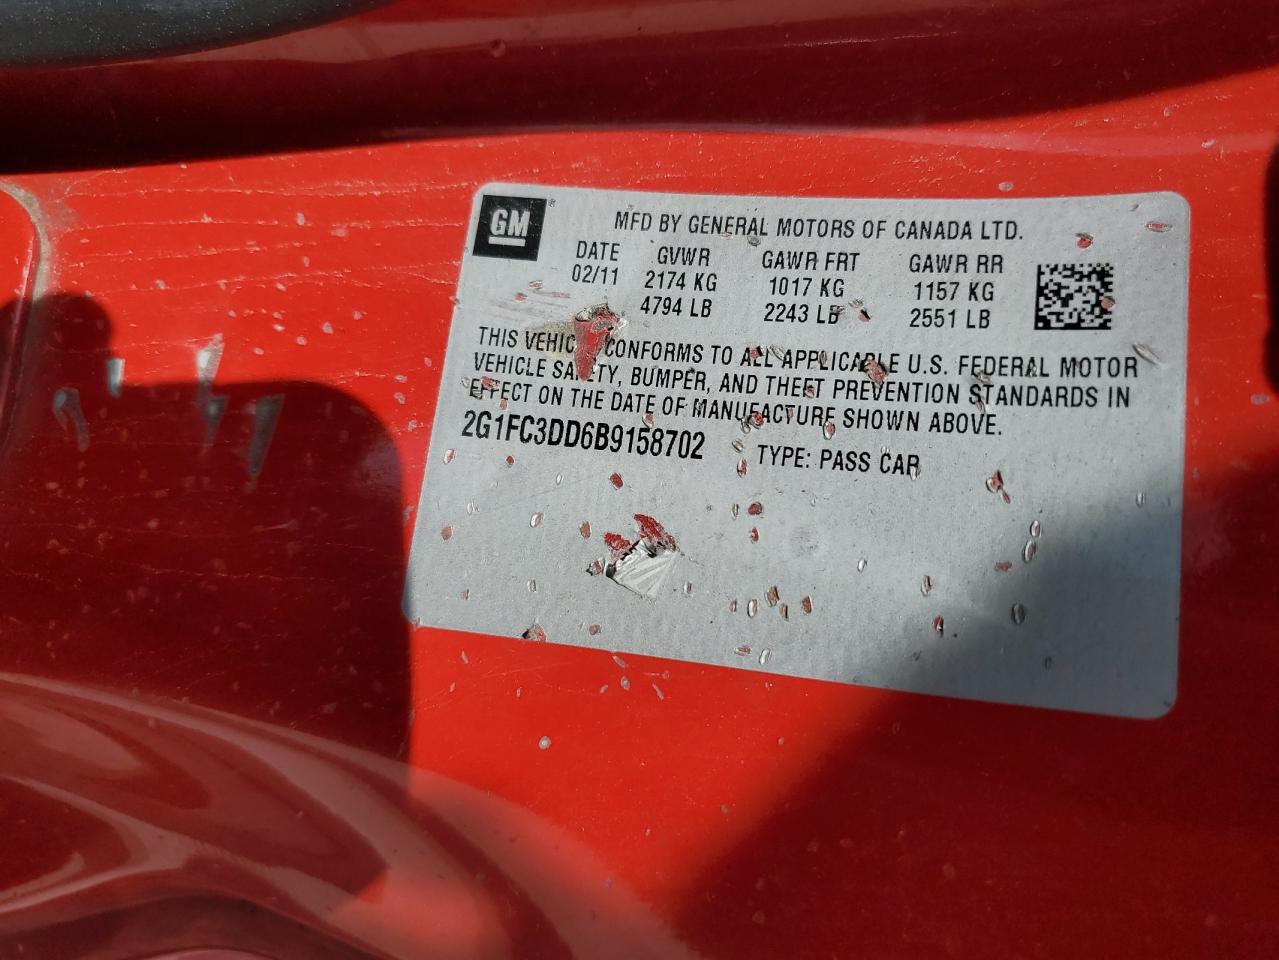 GM
MFD BY GENERAL MOTORS OF CANADA LTD.
DATE GVWR GAWR FRT GAWR RR
02/11 2174 KG 1017 KG 1157 KG
4794 LB 2243 LB 2551 LB
THIS VEHIC CONFORMS TO ALL APPLICABLE U.S. FEDERAL MOTOR
VEHICLE SAFETY, BUMPER, AND THEFT PREVENTION STANDARDS IN
EFFECT ON THE DATE OF MANUFACTURE SHOWN ABOVE.
2G1FC3DD6B9158702 TYPE: PASS CAR